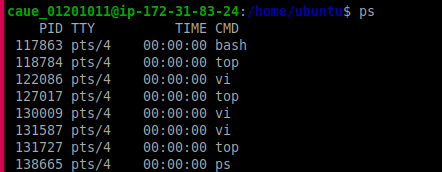 caue_01201011@ip-172-31-83-24:/home/ubuntu$ ps
PID TTY TIME CMD
117863 pts/4 00:00:00 bash
118784 pts/4 00:00:00 top
122086 pts/4 00:00:00 vi
127017 pts/4 00:00:00 top
130009 pts/4 00:00:00 vi
131587 pts/4 00:00:00 vi
131727 pts/4 00:00:00 top
138665 pts/4 00:00:00 ps